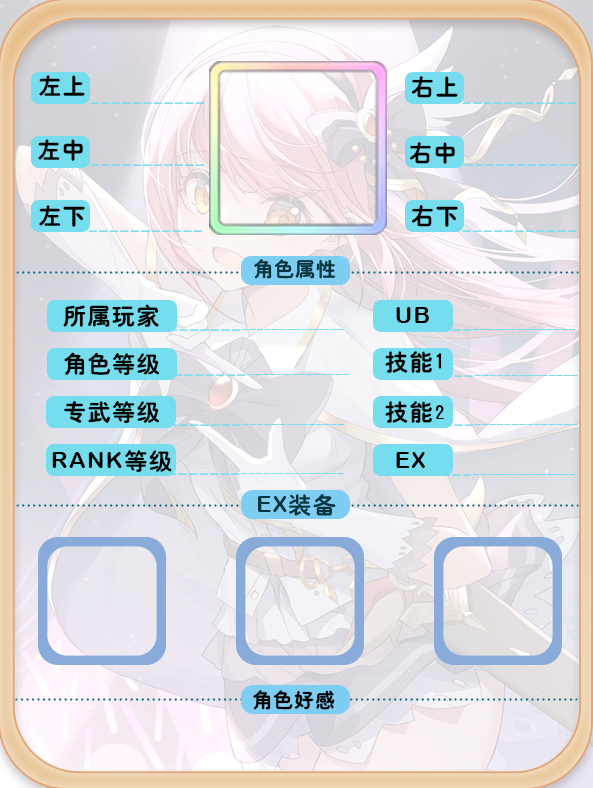 左上
右上
左中
右中
左下
右下
角色属性
所属玩家
UB
角色等级
技能1
专武等级
技能2
RANK等级
EX
EX装备
角色好感